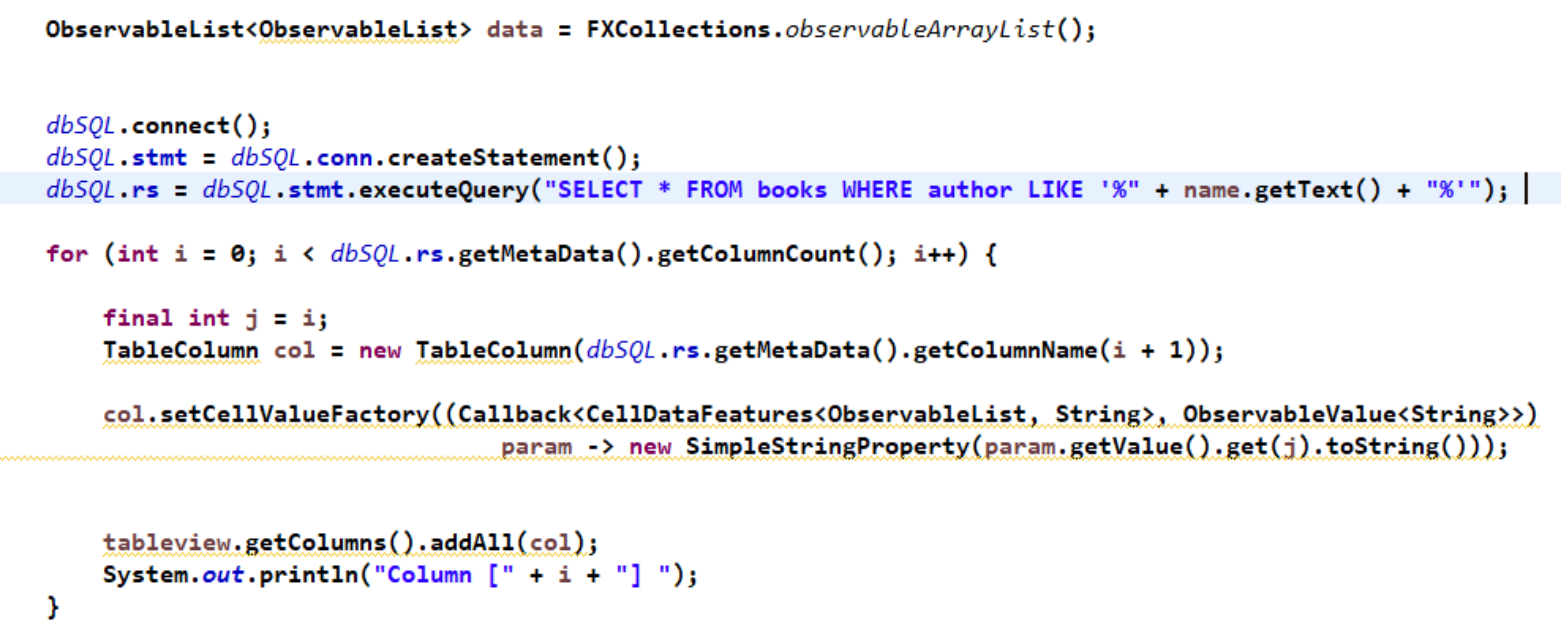 ObservableList<ObservableList> data = FXCollections.observableArrayList();
dbSQL.connect();
dbSQL.stmt = dbSQL.conn.createStatement();
dbSQL.rs = dbSQL.stmt.executeQuery("SELECT * FROM books WHERE author LIKE '%" + name.getText() + "%'");
for (int i = 0; i < dbSQL.rs.getMetaData().getColumnCount(); i++) {
final int j = i;
TableColumn col = new TableColumn(dbSQL.rs.getMetaData().getColumnName(i + 1));
col.setCellValueFactory((Callback<CellDataFeatures<ObservableList, String>, ObservableValue<String>>)
param -> new SimpleStringProperty(param.getValue().get(j).toString()));
tableview.getColumns().addAll(col);
System.out.println("Column [" + i + "] ");
}